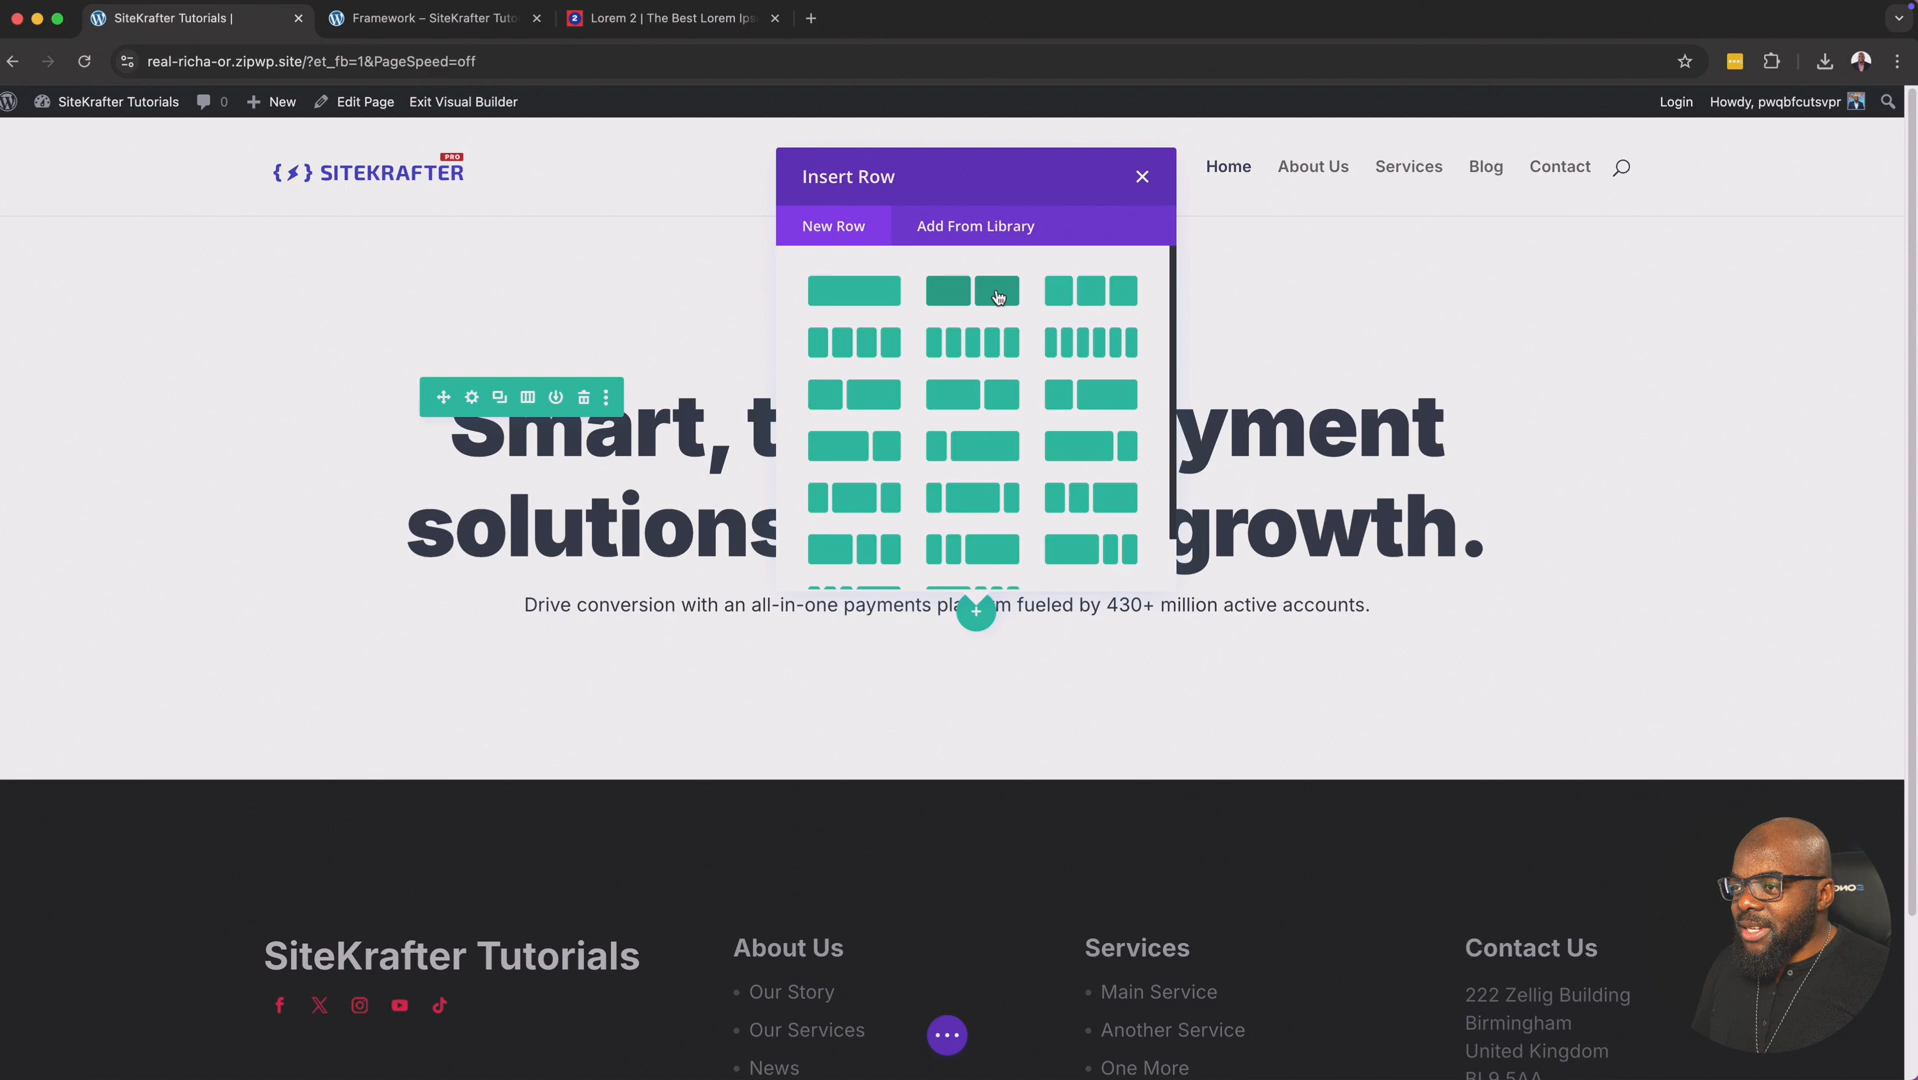 SiteKrafter Tutorials |
Framework – SiteKrafter Tuto
2
Lorem 2 | The Best Lorem Ips
real-richa-or.zipwp.site/?et_fb=1&PageSpeed=off
SiteKrafter Tutorials
0
New
Edit Page
Exit Visual Builder
Login
Howdy, pwqbfcutsvpr
PRO
SITEKRAFTER
Home
About Us
Services
Blog
Contact
Insert Row
New Row
Add From Library
Smart, t yment
solutions growth.
Drive conversion with an all-in-one payments pla m fueled by 430+ million active accounts.
SiteKrafter Tutorials
About Us
Our Story
Our Services
News
Services
Main Service
Another Service
One More
Contact Us
222 Zellig Building
Birmingham
United Kingdom